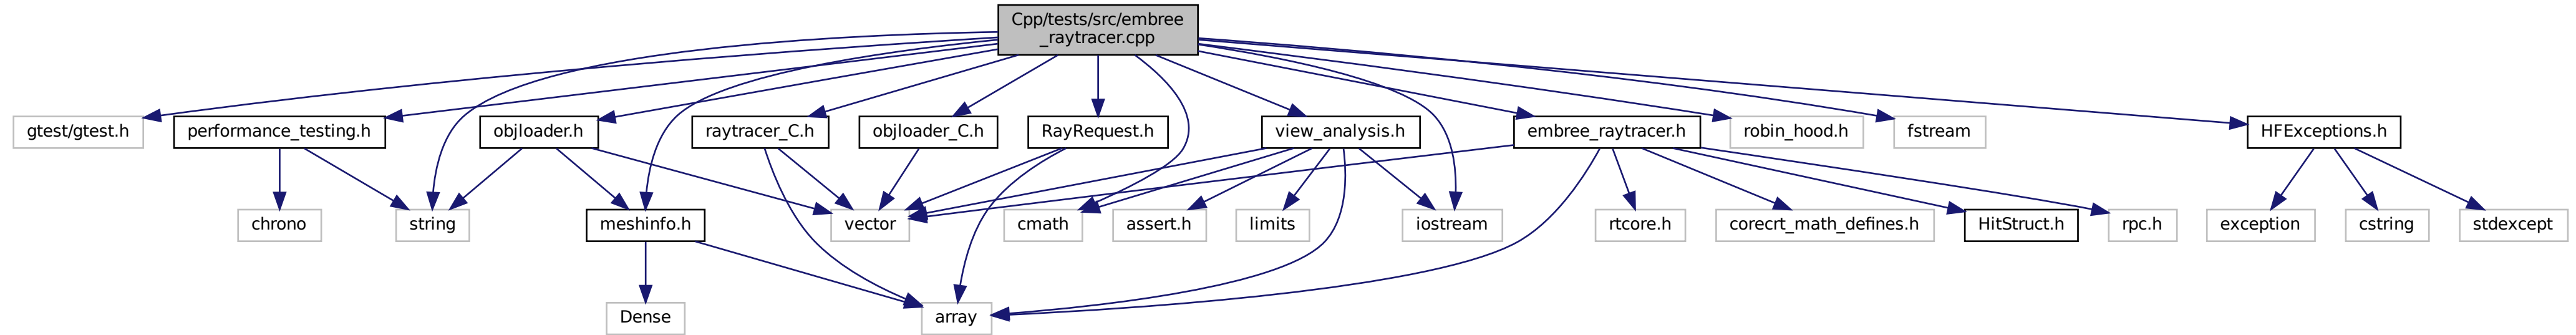 Cpp/tests/src/embree
_raytracer.cpp
gtest/gtest.h
performance_testing.h
objloader.h
raytracer_C.h
objloader_C.h
RayRequest.h
view_analysis.h
embree_raytracer.h
robin_hood.h
fstream
HFExceptions.h
chrono
string
meshinfo.h
vector
cmath
assert.h
limits
iostream
rtcore.h
corecrt_math_defines.h
HitStruct.h
rpc.h
exception
cstring
stdexcept
Dense
array